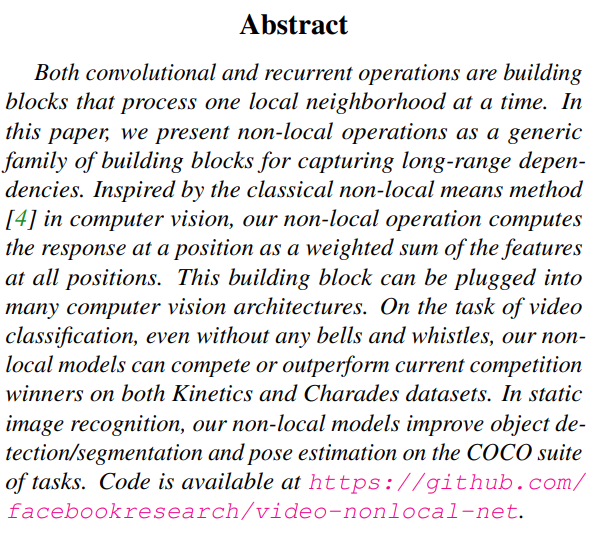 Abstract
Both convolutional and recurrent operations are building
blocks that process one local neighborhood at a time. In
this paper, we present non-local operations as a generic
family of building blocks for capturing long-range depen-
dencies. Inspired by the classical non-local means method
[4] in computer vision, our non-local operation computes
the response at a position as a weighted sum of the features
at all positions. This building block can be plugged into
many computer vision architectures. On the task of video
classification, even without any bells and whistles, our non-
local models can compete or outperform current competition
winners on both Kinetics and Charades datasets. In static
image recognition, our non-local models improve object de-
tection/segmentation and pose estimation on the COCO suite
of tasks. Code is available at https://github.com/
facebookresearch/video-nonlocal-net.